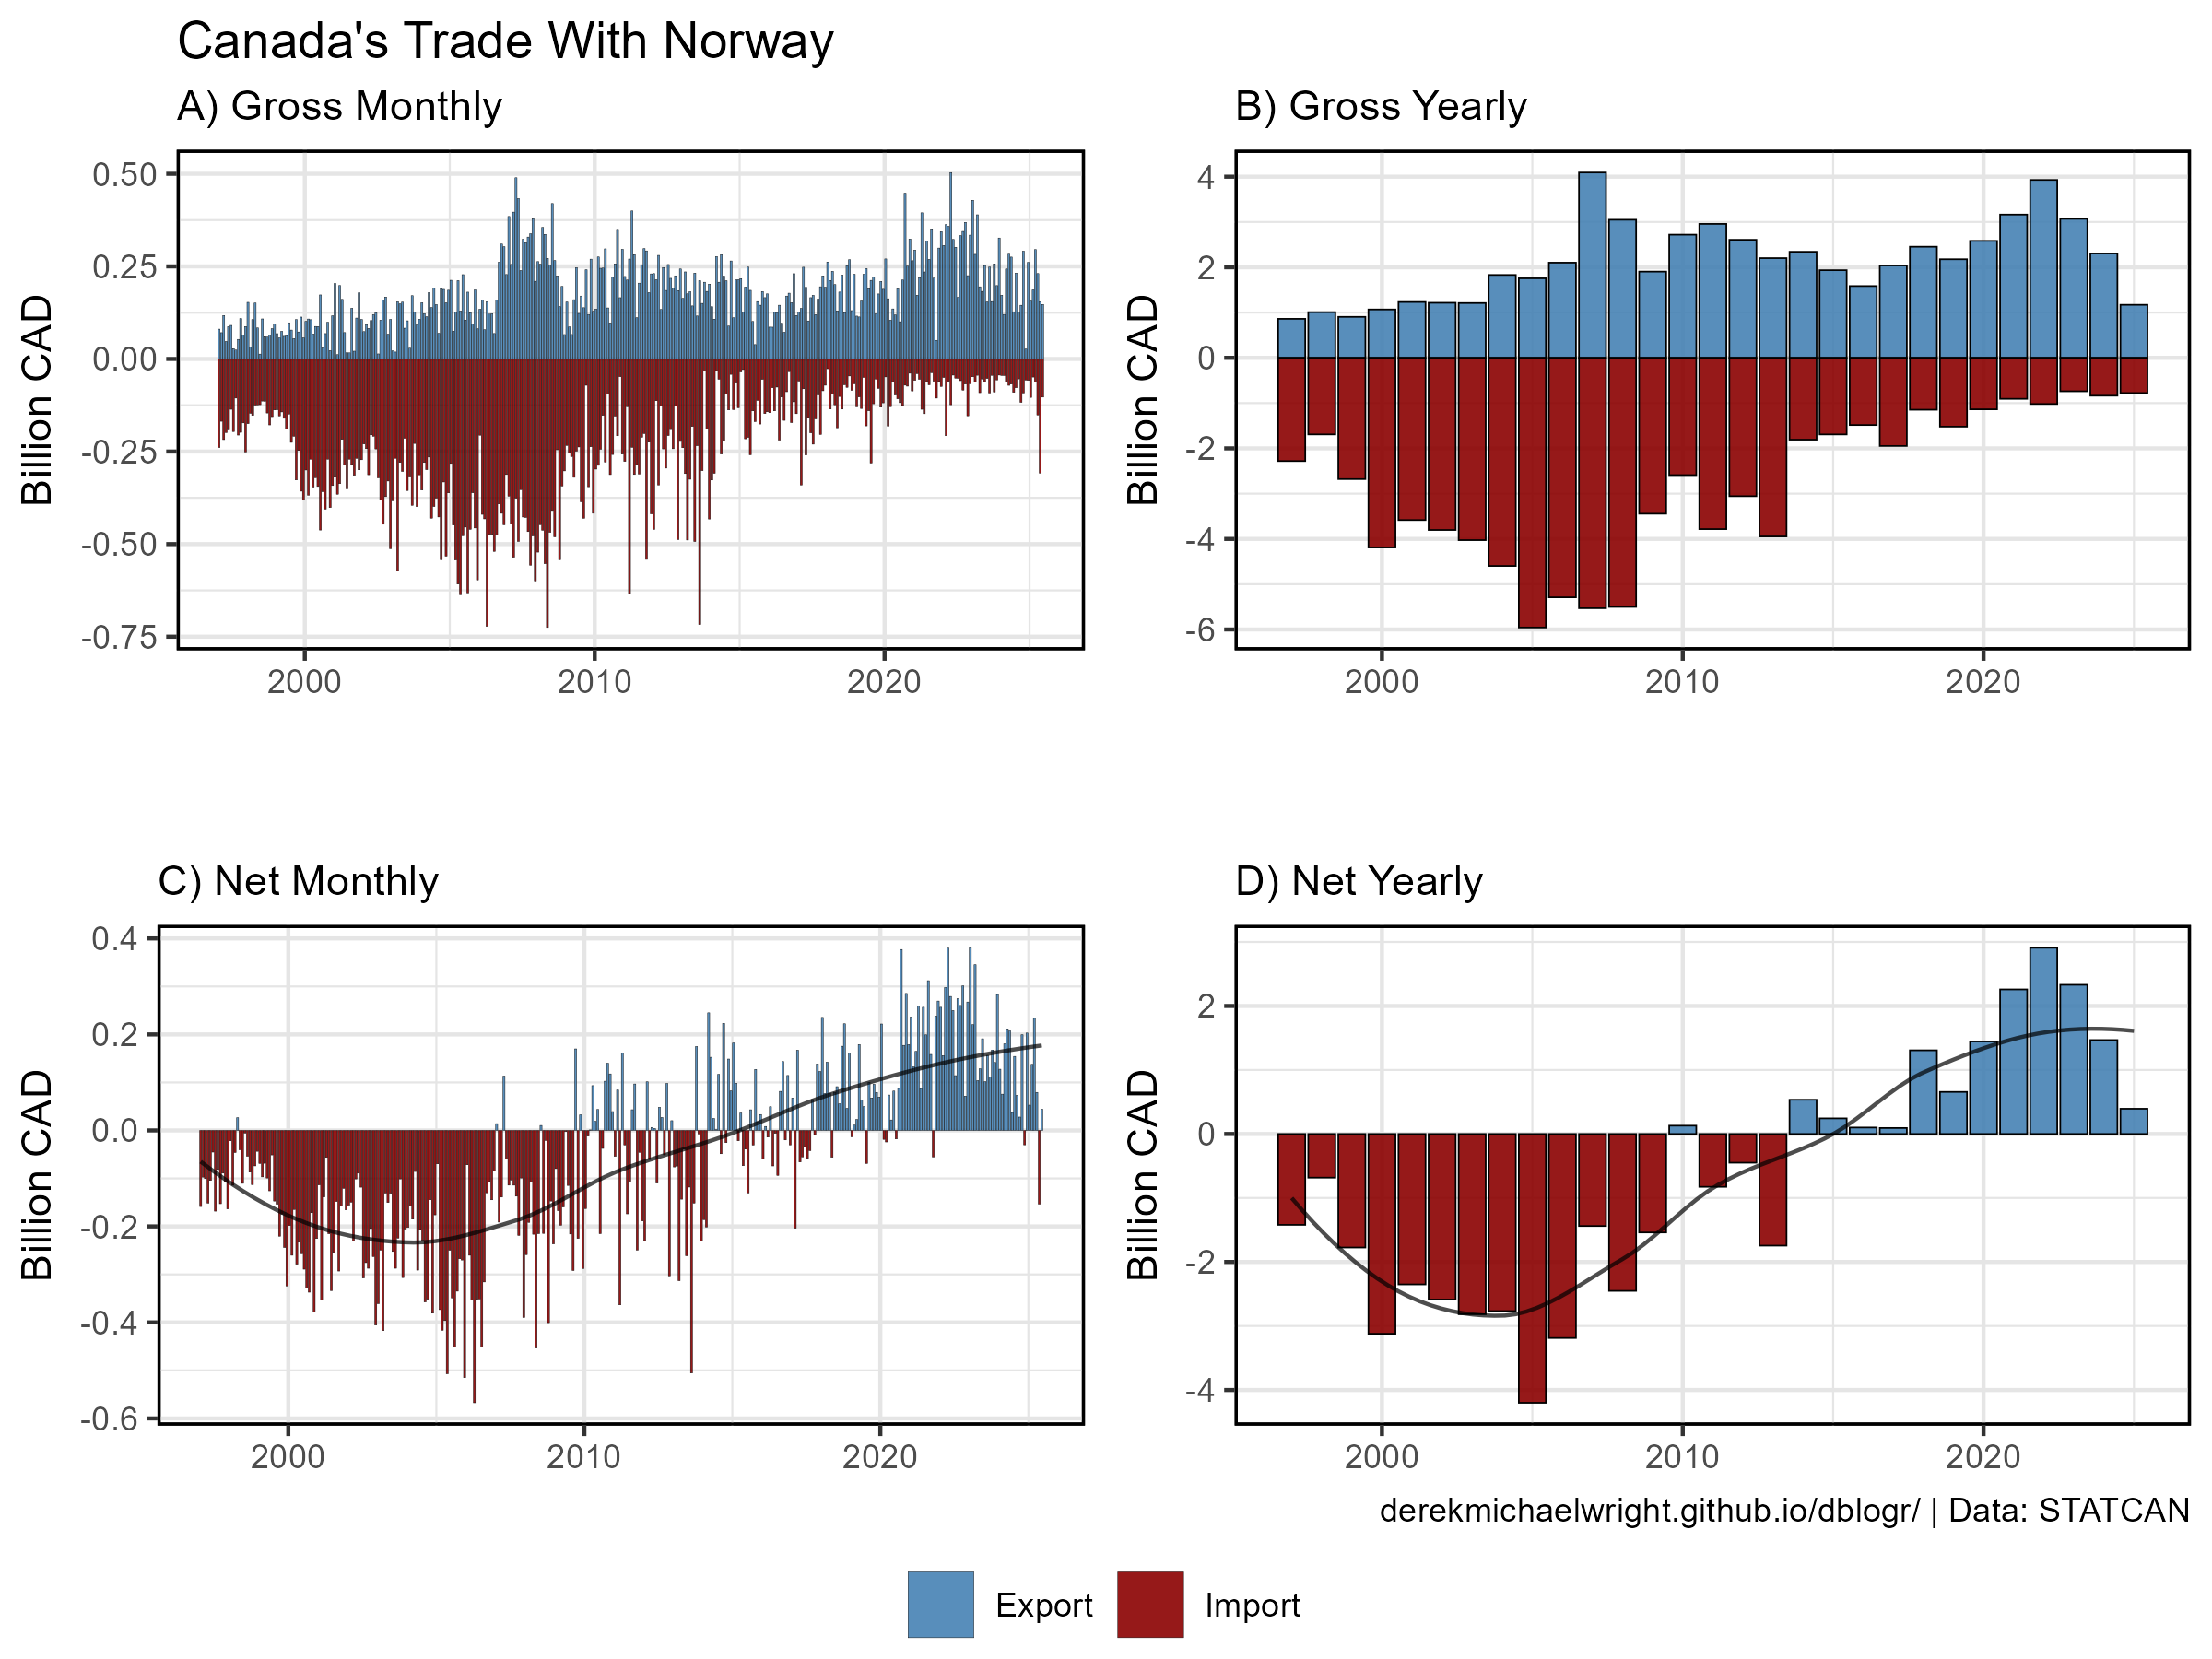 Canada's Trade With Norway
A) Gross Monthly
Billion CAD
0.50
0.25
0.00
-0.25
-0.50
-0.75
2000 2010 2020
B) Gross Yearly
Billion CAD
4
2
0
-2
-4
-6
2000 2010 2020
C) Net Monthly
Billion CAD
0.4
0.2
0.0
-0.2
-0.4
-0.6
2000 2010 2020
D) Net Yearly
Billion CAD
2
0
-2
-4
2000 2010 2020
derekmichaelwright.github.io/dblogr/ | Data: STATCAN
Export Import